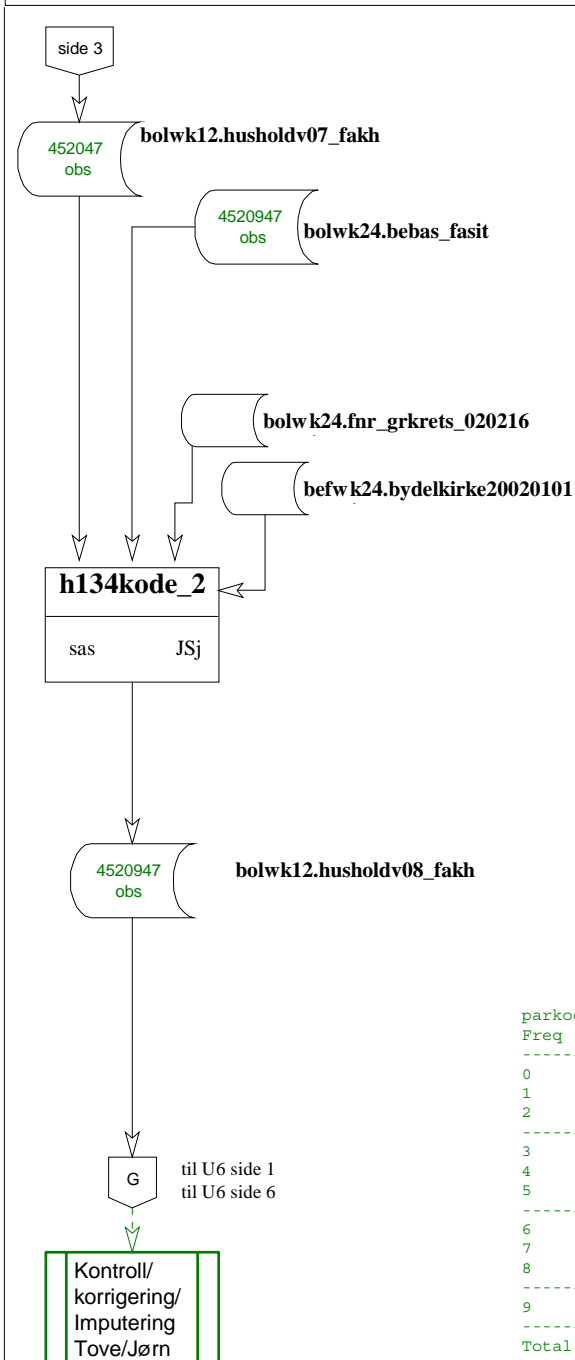 side 3
452047
obs
bolwk12.husholdv07_fakh
4520947
obs
bolwk24.bebas_fasit
bolwk24.fnr_grkrets_020216
befwk24.bydelkirke20020101
h134kode_2
sas JSj
4520947
obs
bolwk12.husholdv08_fakh
G
til U6 side 1
til U6 side 6
Kontroll/
korrigering/
Imputering
Tove/Jørn
Freq
------
0
1
2
------
3
4
5
------
6
7
8
------
9
------
Total